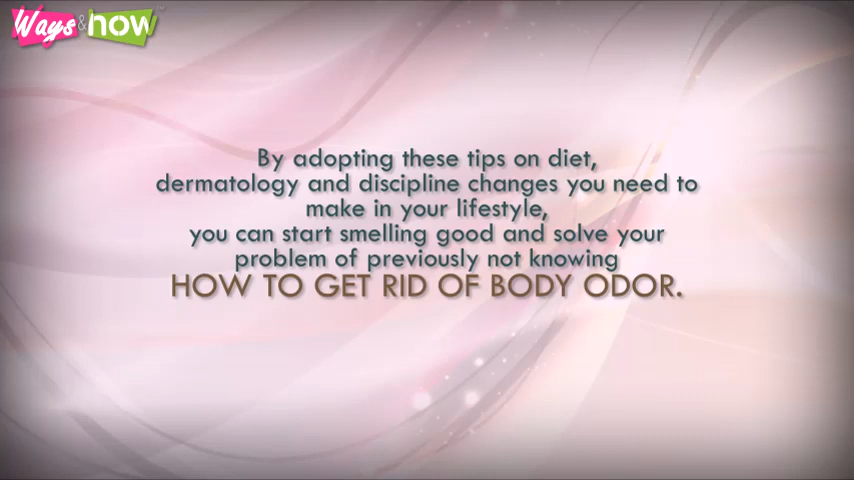 Ways & how
By adopting these tips on diet,
dermatology and discipline changes you need to
make in your lifestyle,
you can start smelling good and solve your
problem of previously not knowing
HOW TO GET RID OF BODY ODOR.